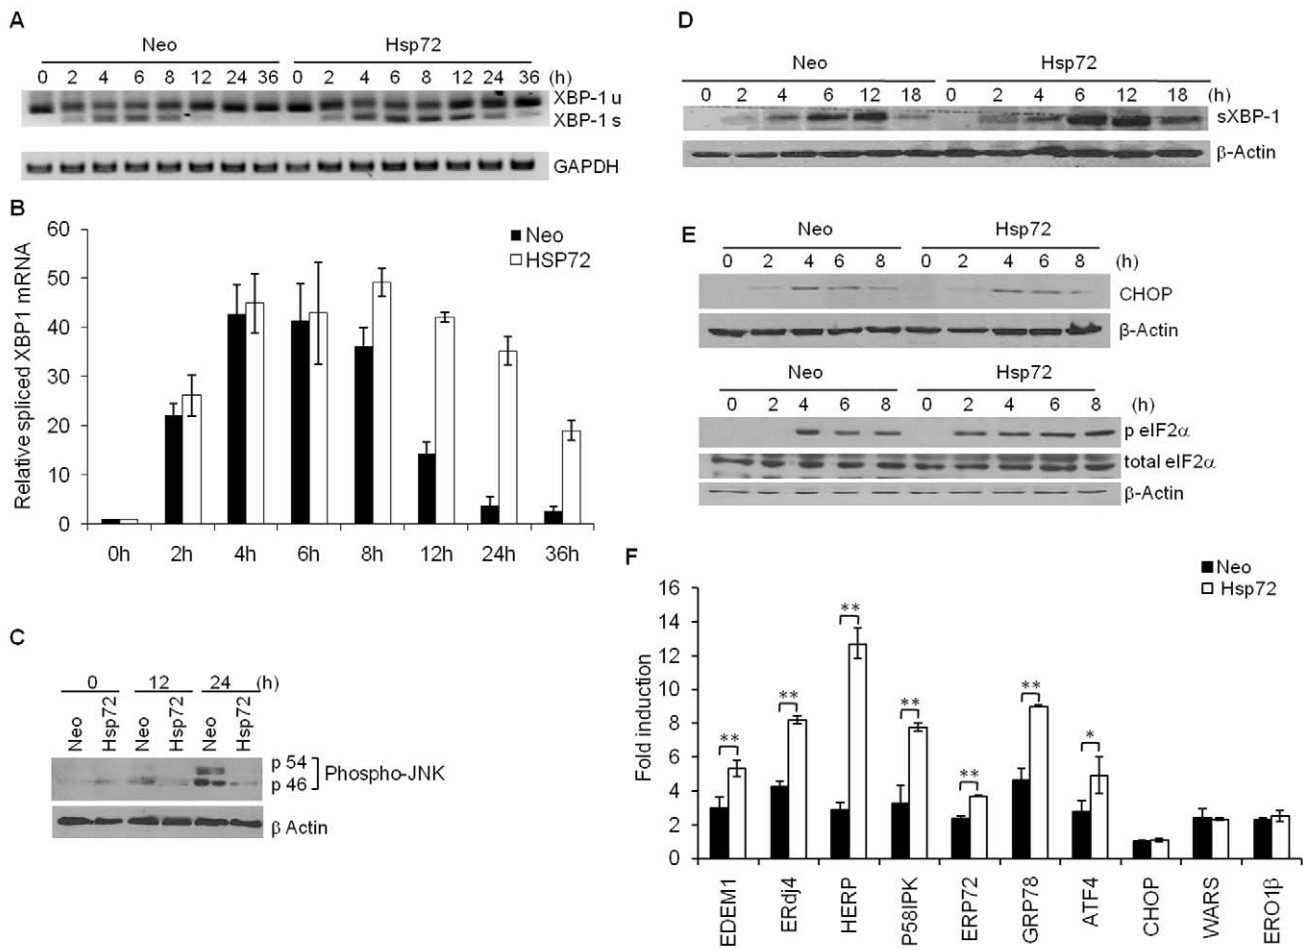 A
Neo Hsp72
0 2 4 6 8 12 24 36 0 2 4 6 8 12 24 36 (h)
XBP-1 u
XBP-1 s
GAPDH
B
Relative spliced XBP1 mRNA
60
50
40
30
20
10
0
Neo
HSP72
0h 2h 4h 6h 8h 12h 24h 36h
C
0 12 24 (h)
Neo Hsp72 Neo Hsp72 Neo Hsp72
p 54
p 46
Phospho-JNK
β Actin
D
Neo Hsp72
0 2 4 6 12 18 0 2 4 6 12 18 (h)
sXBP-1
β-Actin
E
Neo Hsp72
0 2 4 6 8 0 2 4 6 8 (h)
CHOP
β-Actin
Neo Hsp72
0 2 4 6 8 0 2 4 6 8 (h)
p eIF2α
total eIF2α
β-Actin
F
Neo
Hsp72
Fold induction
16
14
12
10
8
6
4
2
0
** ** ** ** ** ** *
EDEM1 ERdj4 HERP P58IPK ERP72 GRP78 ATF4 CHOP WARS ERO1β